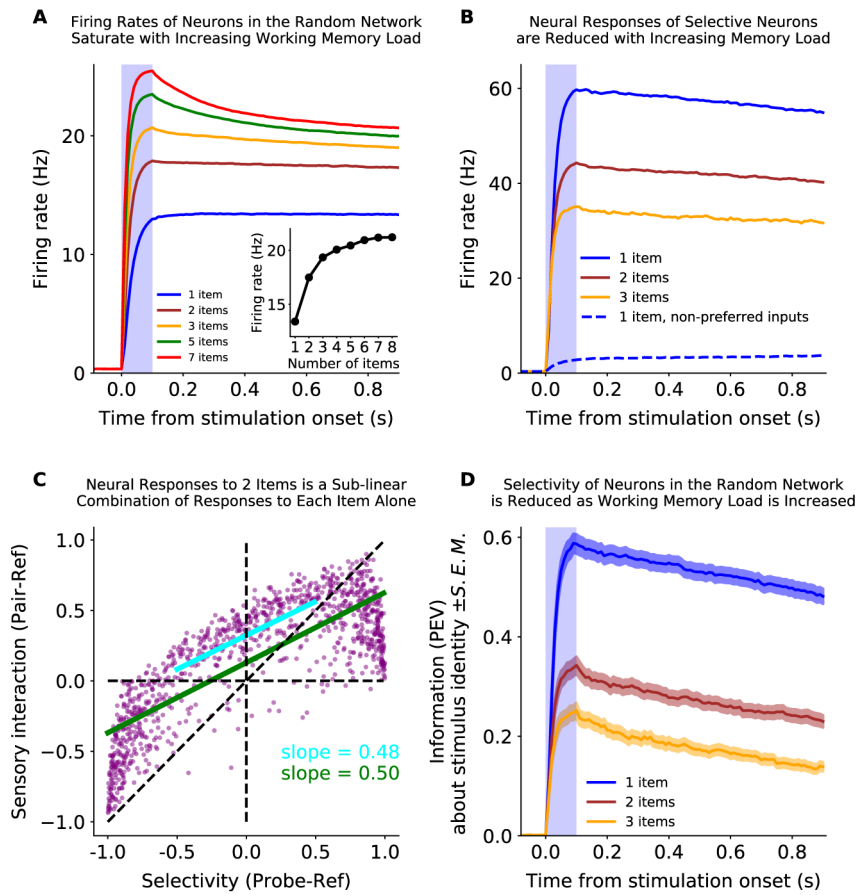 A
Firing Rates of Neurons in the Random Network
Saturate with Increasing Working Memory Load
Firing rate (Hz)
20
10
0
0.0 0.2 0.4 0.6 0.8
Time from stimulation onset (s)
1 item
2 items
3 items
5 items
7 items
Firing rate (Hz)
20
15
1 2 3 4 5 6 7 8
Number of items
B
Neural Responses of Selective Neurons
are Reduced with Increasing Memory Load
Firing rate (Hz)
60
40
20
0
0.0 0.2 0.4 0.6 0.8
Time from stimulation onset (s)
1 item
2 items
3 items
1 item, non-preferred inputs
C
Neural Responses to 2 Items is a Sub-linear
Combination of Responses to Each Item Alone
Sensory interaction (Pair-Ref)
1.0
0.5
0.0
−0.5
−1.0
slope = 0.48
slope = 0.50
-1.0 -0.5 0.0 0.5 1.0
Selectivity (Probe-Ref)
D
Selectivity of Neurons in the Random Network
is Reduced as Working Memory Load is Increased
Information (PEV)
about stimulus identity ±S. E. M.
0.6
0.4
0.2
0.0
1 item
2 items
3 items
0.0 0.2 0.4 0.6 0.8
Time from stimulation onset (s)